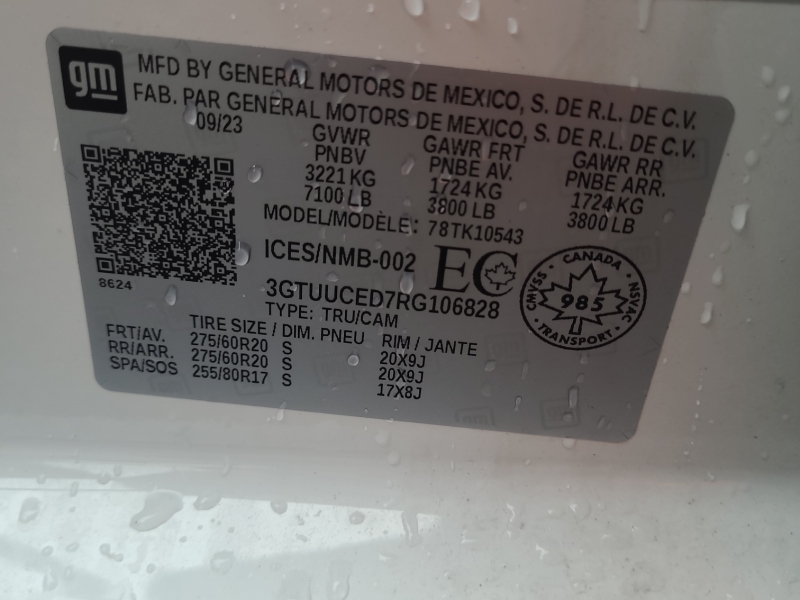 gm
MFD BY GENERAL MOTORS DE MEXICO, S. DE R.L. DE C.V.
FAB. PAR GENERAL MOTORS DE MEXICO, S. DE R.L. DE C.V.
09/23 GVWR GAWR FRT GAWR RR
PNBV PNBE AV. PNBE ARR.
3221 KG 1724 KG 1724 KG
7100 LB 3800 LB 3800 LB
MODEL/MODÈLE: 78TK10543
ICES/NMB-002 EC
8624
3GTUUCED7RG106828
TYPE: TRU/CAM
CMVSS · CANADA · NSVAC
985
· TRANSPORT ·
TIRE SIZE / DIM. PNEU RIM / JANTE
FRT/AV. 275/60R20 S 20X9J
RR/ARR. 275/60R20 S 20X9J
SPA/SOS 255/80R17 S 17X8J